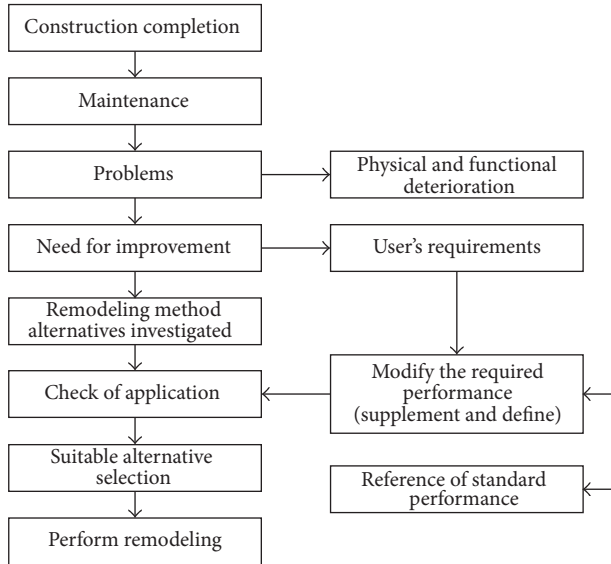 Construction completion
Maintenance
Problems
Physical and functional
deterioration
Need for improvement
User's requirements
Remodeling method
alternatives investigated
Check of application
Modify the required
performance
(supplement and define)
Suitable alternative
selection
Reference of standard
performance
Perform remodeling